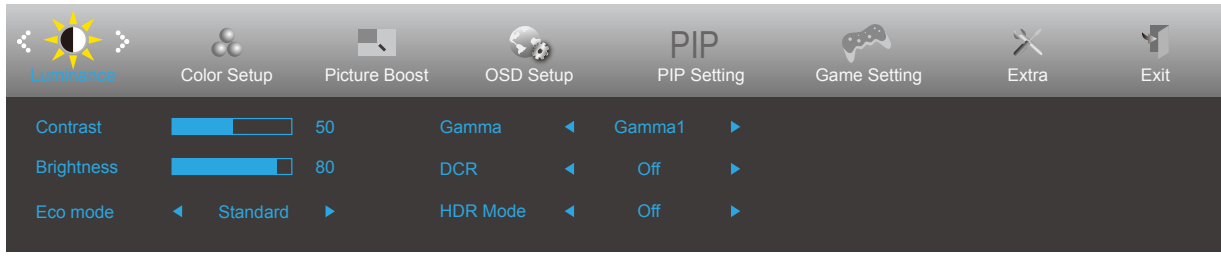 PIP
Luminance Color Setup Picture Boost OSD Setup PIP Setting Game Setting Extra Exit
Contrast 50 Gamma Gamma1
Brightness 80 DCR Off
Eco mode Standard HDR Mode Off